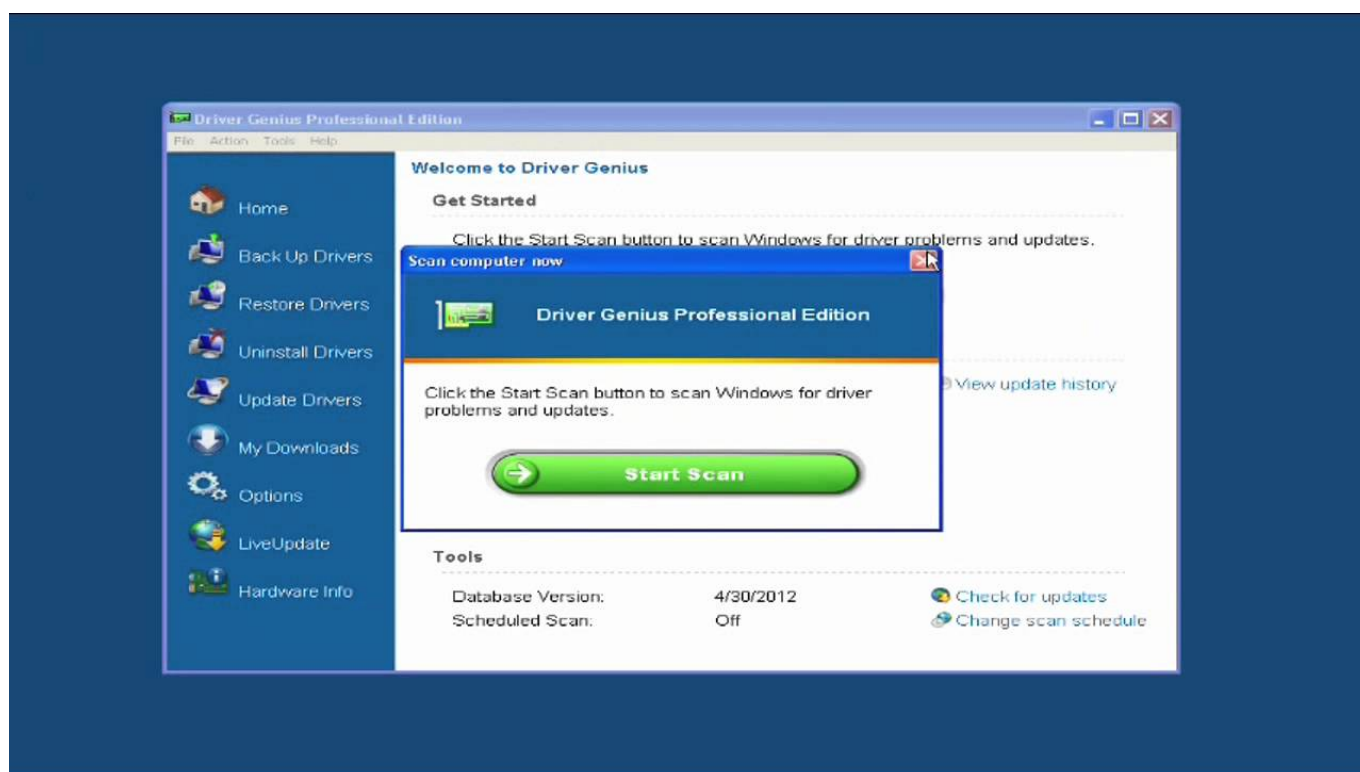 Driver Genius Professional Edition
File Action Tools Help
Welcome to Driver Genius
Get Started
Click the Start Scan button to scan Windows for driver problems and updates.
Home
Back Up Drivers
Restore Drivers
Uninstall Drivers
Update Drivers
My Downloads
Options
LiveUpdate
Hardware Info
Scan computer now
Driver Genius Professional Edition
Click the Start Scan button to scan Windows for driver
problems and updates.
Start Scan
View update history
Tools
Database Version: 4/30/2012 Check for updates
Scheduled Scan: Off Change scan schedule